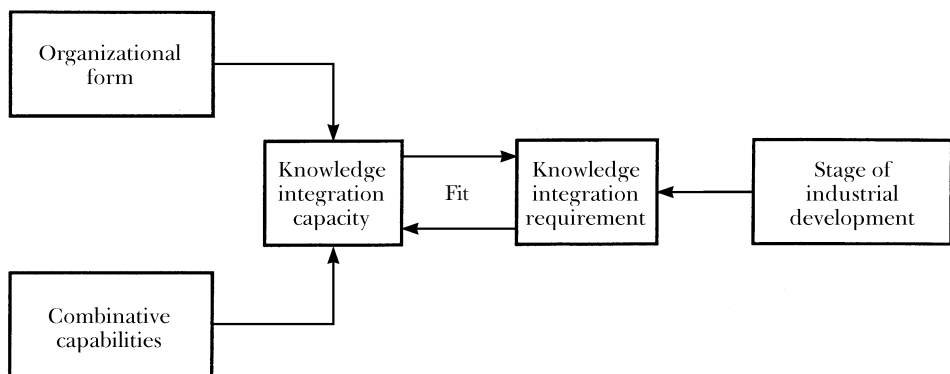 Organizational
form
Knowledge
integration
capacity
Fit
Knowledge
integration
requirement
Stage of
industrial
development
Combinative
capabilities